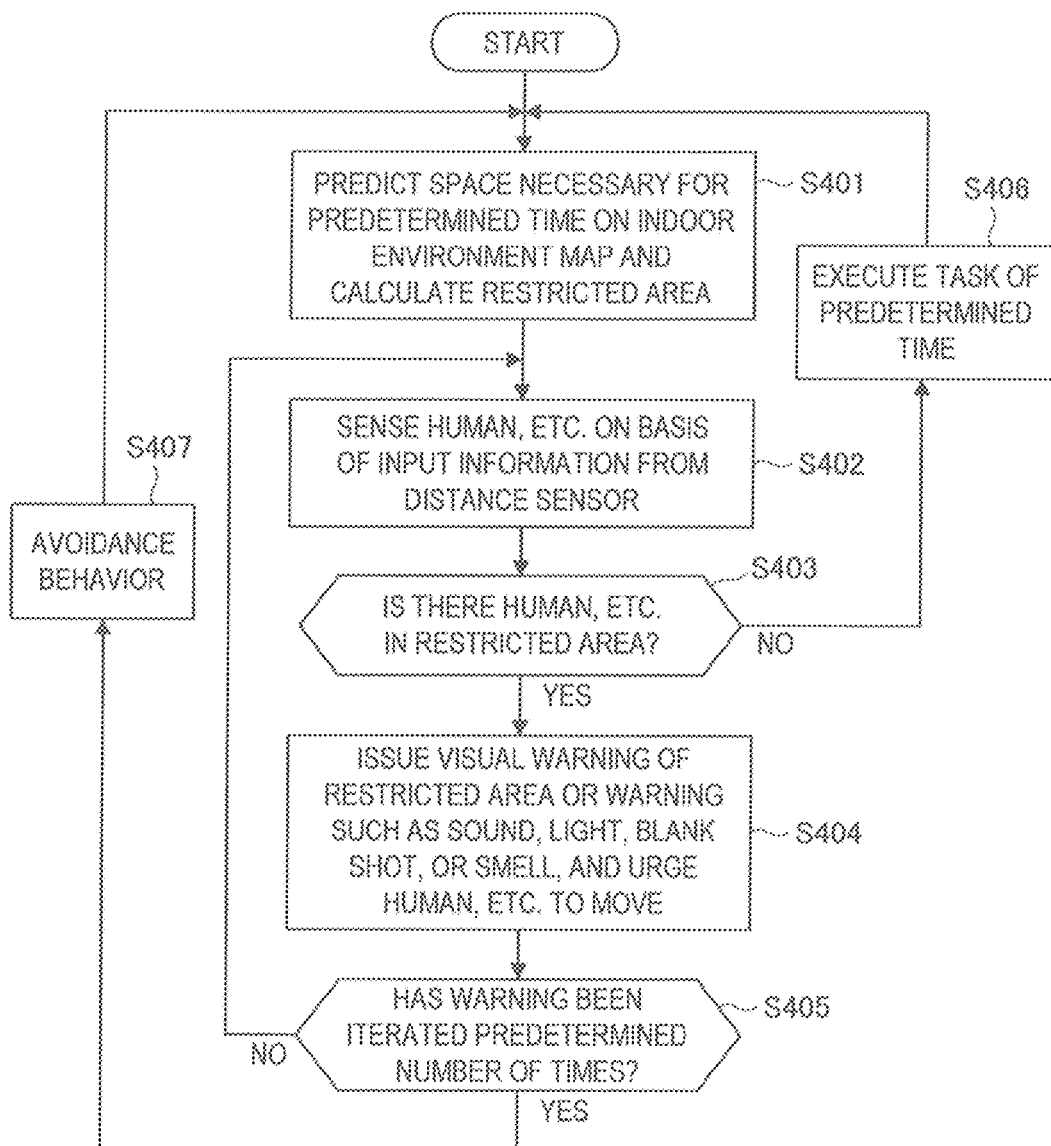 START
PREDICT SPACE NECESSARY FOR
PREDETERMINED TIME ON INDOOR
ENVIRONMENT MAP AND
CALCULATE RESTRICTED AREA
S401
S406
EXECUTE TASK OF
PREDETERMINED
TIME
SENSE HUMAN, ETC. ON BASIS
OF INPUT INFORMATION FROM
DISTANCE SENSOR
S402
S407
AVOIDANCE
BEHAVIOR
S403
IS THERE HUMAN, ETC.
IN RESTRICTED AREA?
NO
YES
ISSUE VISUAL WARNING OF
RESTRICTED AREA OR WARNING
SUCH AS SOUND, LIGHT, BLANK
SHOT, OR SMELL, AND URGE
HUMAN, ETC. TO MOVE
S404
HAS WARNING BEEN
ITERATED PREDETERMINED
NUMBER OF TIMES?
S405
NO
YES